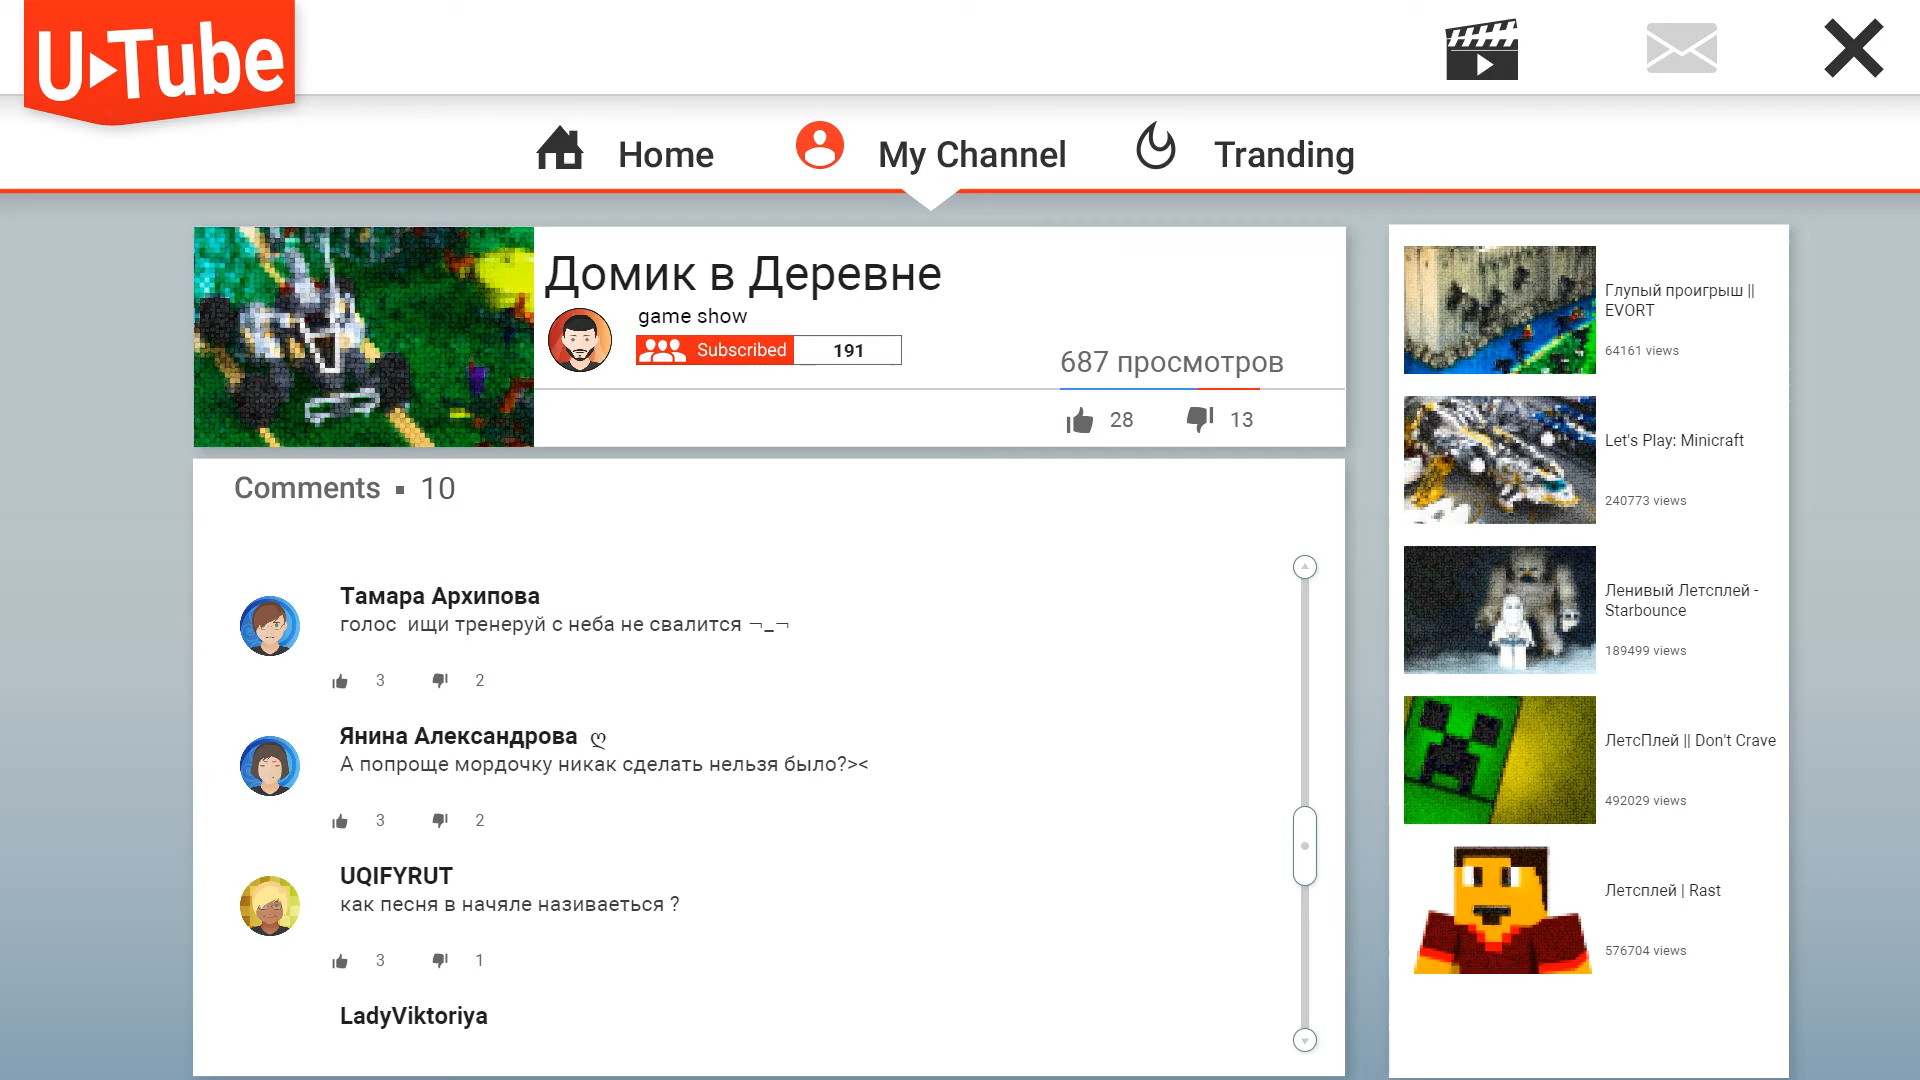 U Tube
Home
My Channel
Tranding
Домик в Деревне
game show
Subscribed
191
687 просмотров
28
13
Comments ▪ 10
Тамара Архипова
голос  ищи тренеруй с неба не свалится ¬_¬
3
2
Янина Александрова ღ
А попроще мордочку никак сделать нельзя было?><
3
2
UQIFYRUT
как песня в начяле називаеться ?
3
1
LadyViktoriya
Глупый проигрыш ||
EVORT
64161 views
Let's Play: Minicraft
240773 views
Ленивый Летсплей -
Starbounce
189499 views
ЛетсПлей || Don't Crave
492029 views
Летсплей | Rast
576704 views